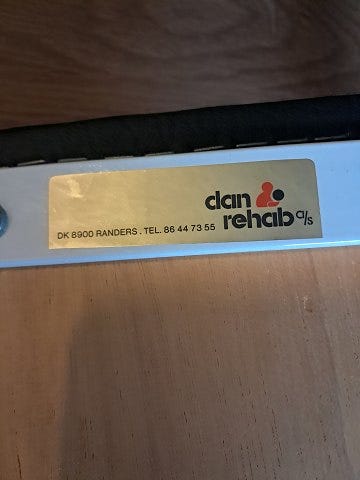 dan
rehab a/s
DK 8900 RANDERS . TEL. 86 44 73 55